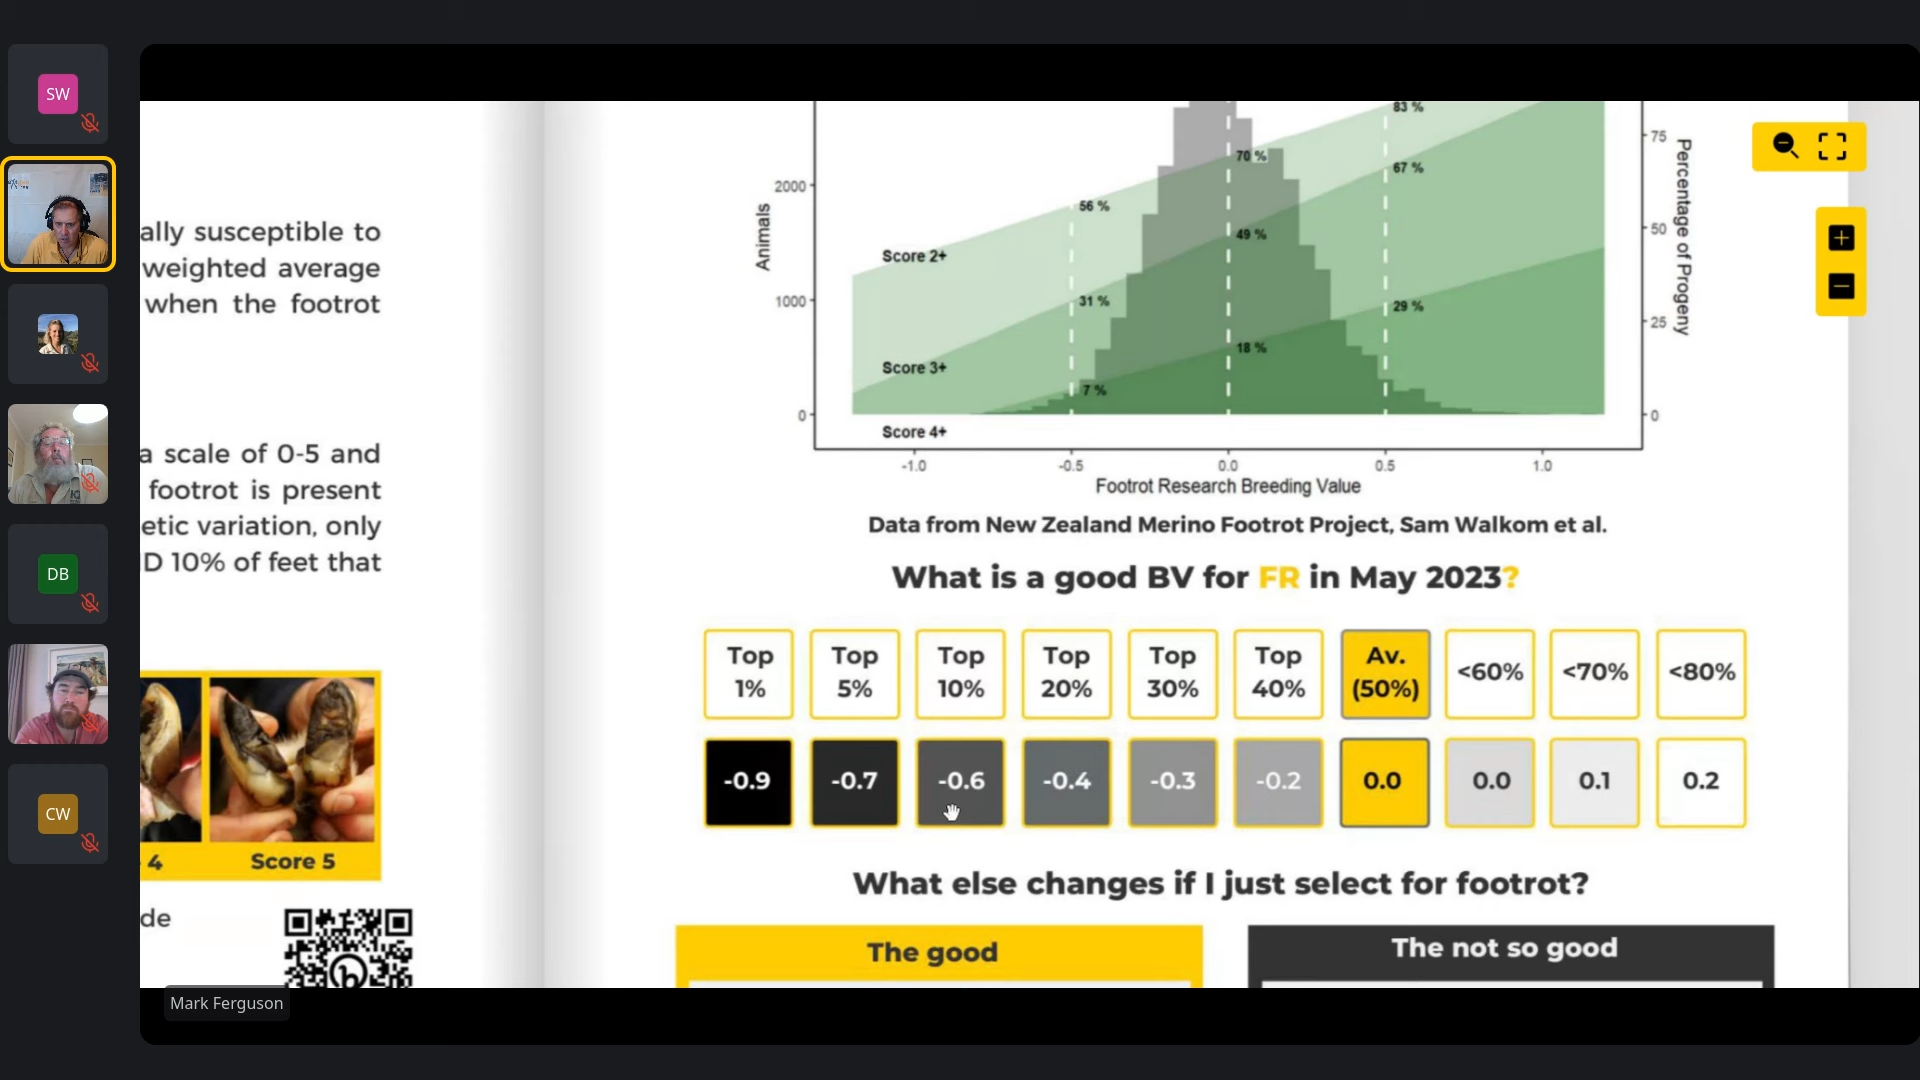 SW
DB
CW
ally susceptible to
weighted average
when the footrot
a scale of 0-5 and
footrot is present
etic variation, only
D 10% of feet that
4
Score 5
de
Mark Ferguson
Animals
2000
1000
0
Score 2+
Score 3+
Score 4+
56 %
31 %
7 %
70 %
49 %
18 %
83 %
67 %
29 %
75
50
25
0
Percentage of Progeny
-1.0
-0.5
0.0
0.5
1.0
Footrot Research Breeding Value
Data from New Zealand Merino Footrot Project, Sam Walkom et al.
What is a good BV for FR in May 2023?
Top 1%
Top 5%
Top 10%
Top 20%
Top 30%
Top 40%
Av. (50%)
<60%
<70%
<80%
-0.9
-0.7
-0.6
-0.4
-0.3
-0.2
0.0
0.0
0.1
0.2
What else changes if I just select for footrot?
The good
The not so good